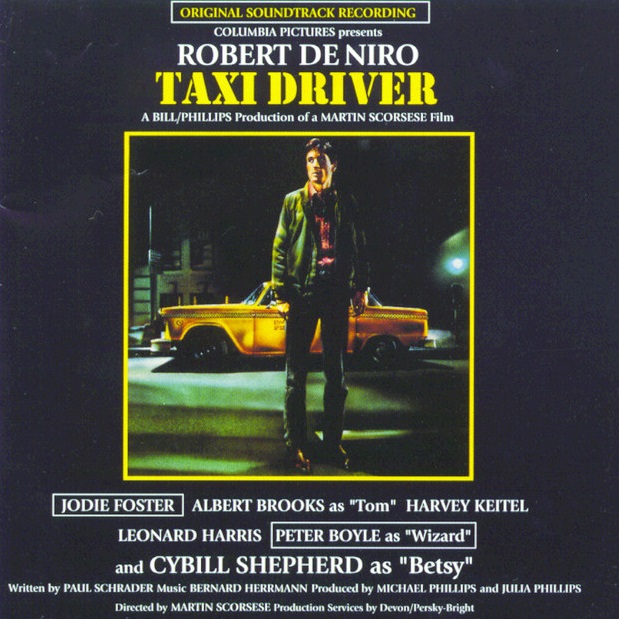 ORIGINAL SOUNDTRACK RECORDING
COLUMBIA PICTURES presents
ROBERT DE NIRO
TAXI DRIVER
A BILL/PHILLIPS Production of a MARTIN SCORSESE Film
JODIE FOSTER ALBERT BROOKS as "Tom" HARVEY KEITEL
LEONARD HARRIS PETER BOYLE as "Wizard"
and CYBILL SHEPHERD as "Betsy"
Written by PAUL SCHRADER Music BERNARD HERRMANN Produced by MICHAEL PHILLIPS and JULIA PHILLIPS
Directed by MARTIN SCORSESE Production Services by Devon/Persky-Bright